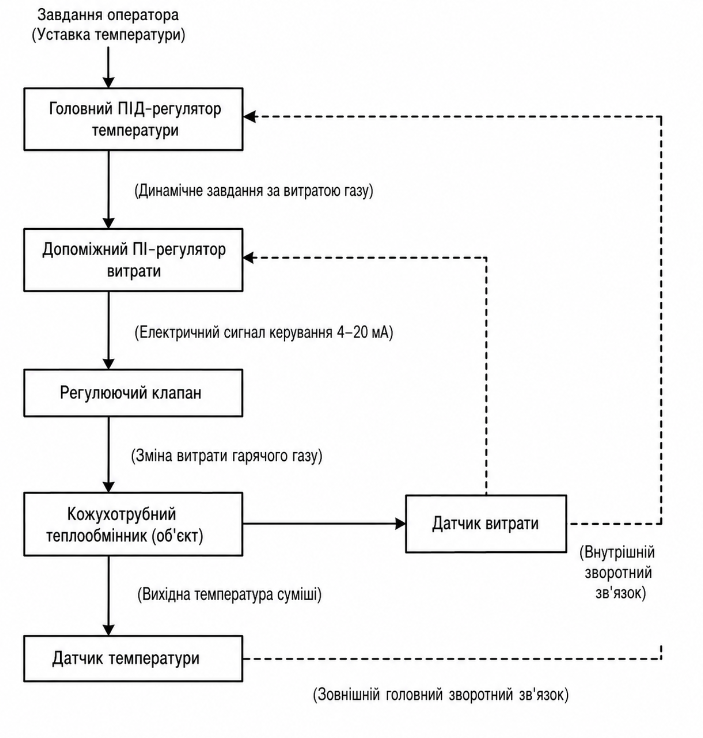 Завдання оператора
(Уставка температури)
Головний ПІД-регулятор
температури
(Динамічне завдання за витратою газу)
Допоміжний ПІ-регулятор
витрати
(Електричний сигнал керування 4–20 мА)
Регулюючий клапан
(Зміна витрати гарячого газу)
Кожухотрубний
теплообмінник (об'єкт)
Датчик витрати
(Внутрішній
зворотний
зв'язок)
(Вихідна температура суміші)
Датчик температури
(Зовнішній головний зворотний зв'язок)